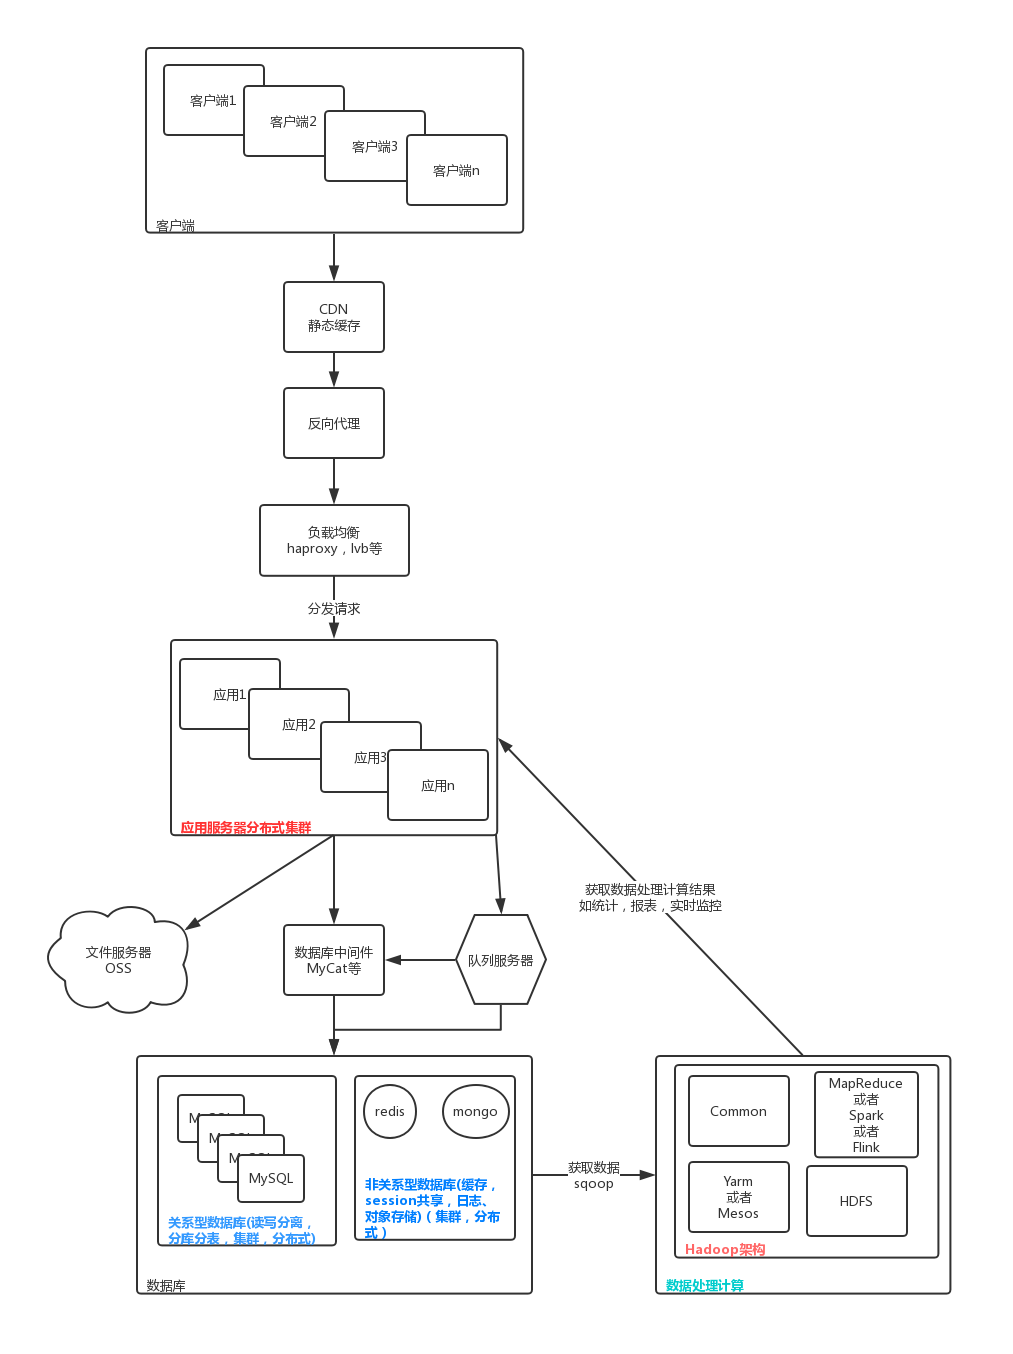 客户端1
客户端2
客户端3
客户端n
客户端
CDN
静态缓存
反向代理
负载均衡
haproxy，lvb等
分发请求
应用1
应用2
应用3
应用n
应用服务器分布式集群
获取数据处理计算结果
如统计，报表，实时监控
文件服务器
OSS
数据库中间件
MyCat等
队列服务器
MySQL
关系型数据库(读写分离，
分库分表，集群，分布式)
redis
mongo
非关系型数据库(缓存，
session共享，日志、
对象存储)（集群，分布
式）
数据库
获取数据
sqoop
Common
MapReduce
或者
Spark
或者
Flink
Yarm
或者
Mesos
HDFS
Hadoop架构
数据处理计算